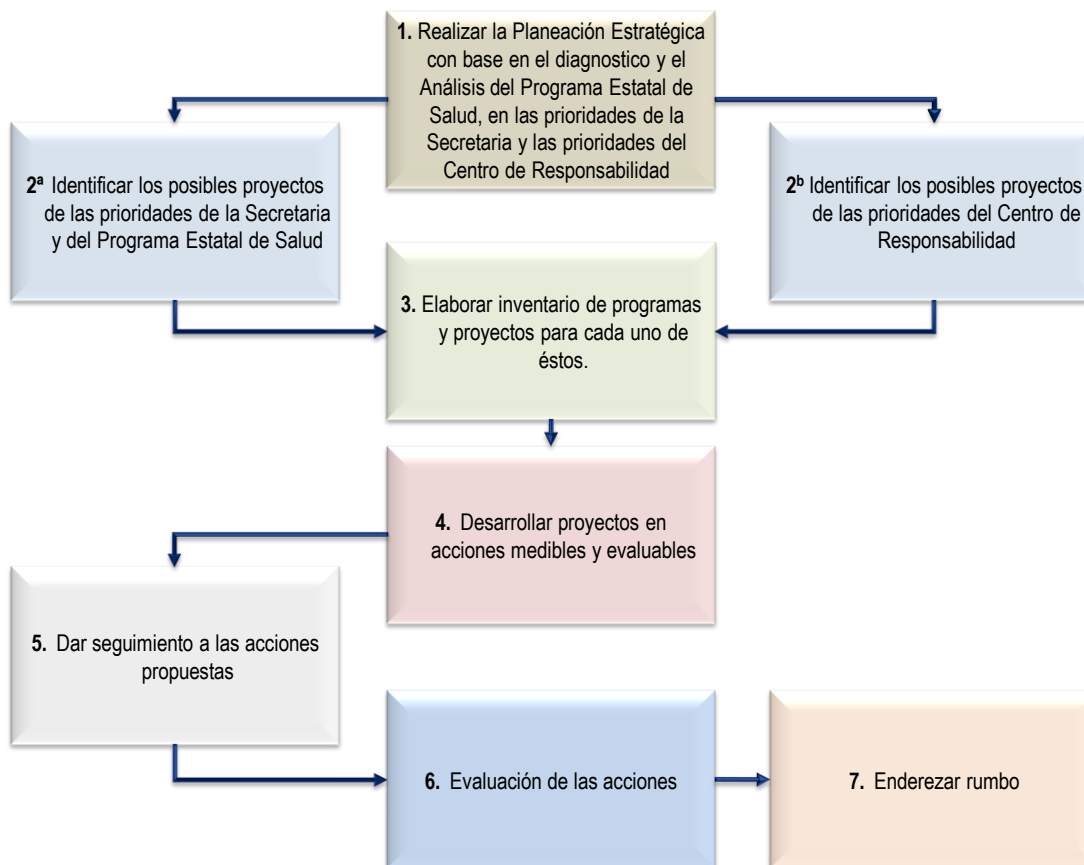 1. Realizar la Planeación Estratégica
con base en el diagnostico y el
Análisis del Programa Estatal de
Salud, en las prioridades de la
Secretaria y las prioridades del
Centro de Responsabilidad
2ª Identificar los posibles proyectos
de las prioridades de la Secretaria
y del Programa Estatal de Salud
2ᵇ Identificar los posibles proyectos
de las prioridades del Centro de
Responsabilidad
3. Elaborar inventario de programas
y proyectos para cada uno de
éstos.
4. Desarrollar proyectos en
acciones medibles y evaluables
5. Dar seguimiento a las acciones
propuestas
6. Evaluación de las acciones
7. Enderezar rumbo